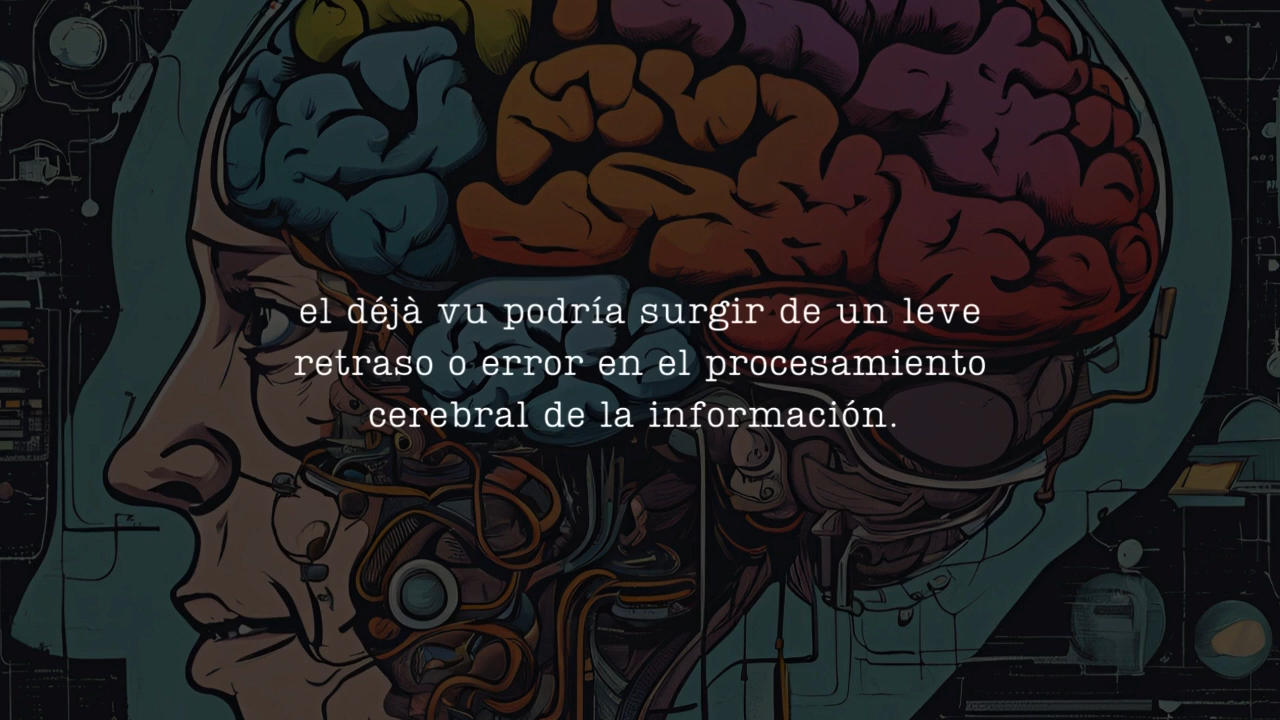 el déjà vu podría surgir de un leve
retraso o error en el procesamiento
cerebral de la información.